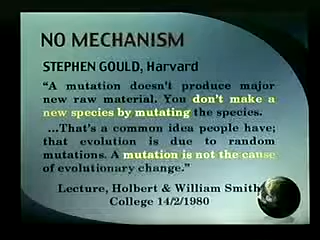 NO MECHANISM
STEPHEN GOULD, Harvard
"A mutation doesn't produce major
new raw material. You don't make a
new species by mutating the species.
...That's a common idea people have;
that evolution is due to random
mutations. A mutation is not the cause
of evolutionary change."
Lecture, Holbert & William Smith
College 14/2/1980